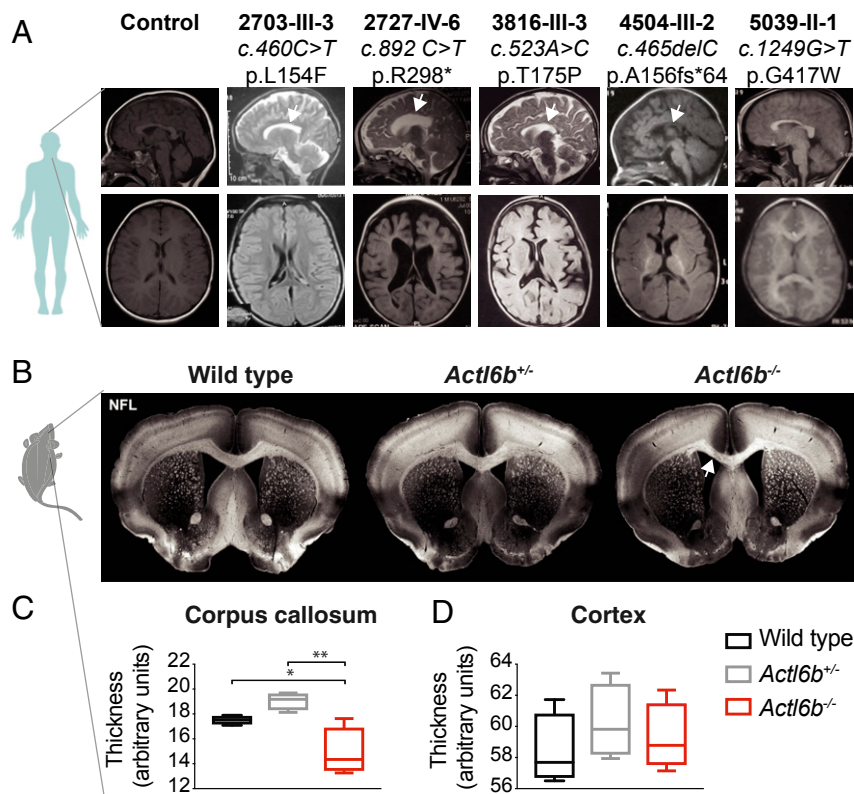 A
Control
2703-III-3
c.460C>T
p.L154F
2727-IV-6
c.892 C>T
p.R298*
3816-III-3
c.523A>C
p.T175P
4504-III-2
c.465delC
p.A156fs*64
5039-II-1
c.1249G>T
p.G417W
B
Wild type
Actl6b+/-
Actl6b-/-
NFL
C
Corpus callosum
Thickness
(arbitrary units)
22
20
18
16
14
12
*
**
D
Cortex
Thickness
(arbitrary units)
64
62
60
58
56
Wild type
Actl6b+/-
Actl6b-/-